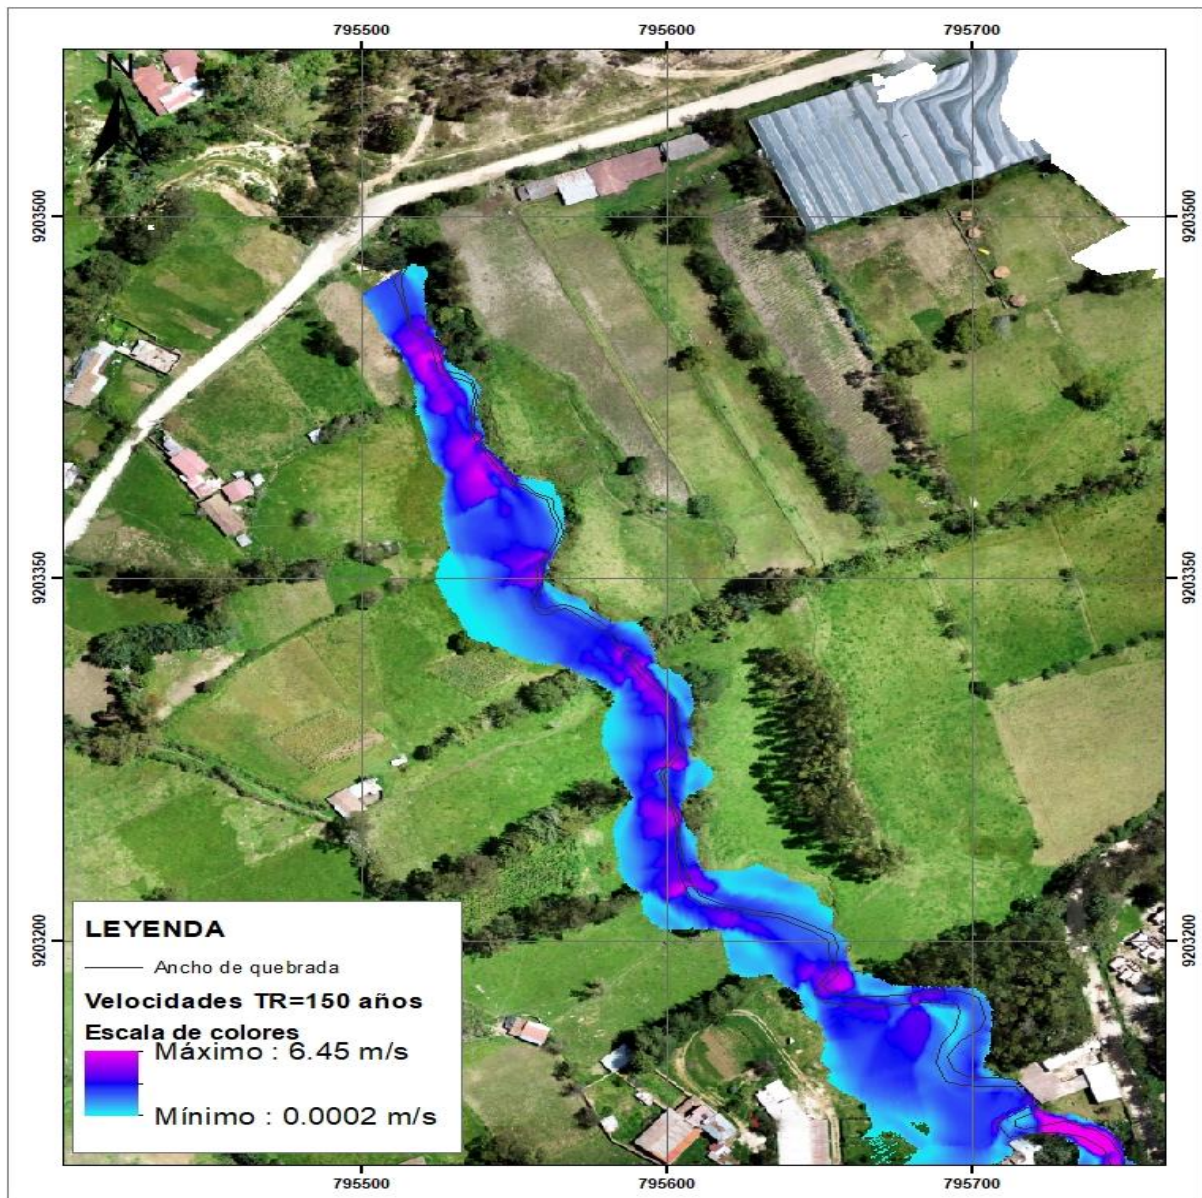 795500 795600 795700
N
9203500 9203500
9203350 9203350
9203200 9203200
LEYENDA
Ancho de quebrada
Velocidades TR=150 años
Escala de colores
Máximo : 6.45 m/s
Mínimo : 0.0002 m/s
795500 795600 795700